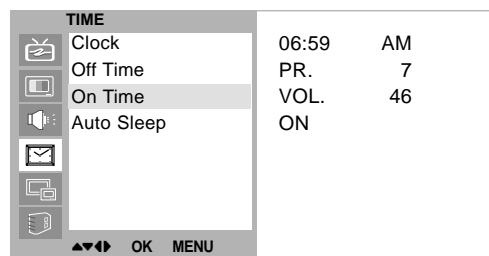 TIME
Clock 06:59 AM
Off Time PR. 7
On Time VOL. 46
Auto Sleep ON
▲▼◀▶ OK MENU